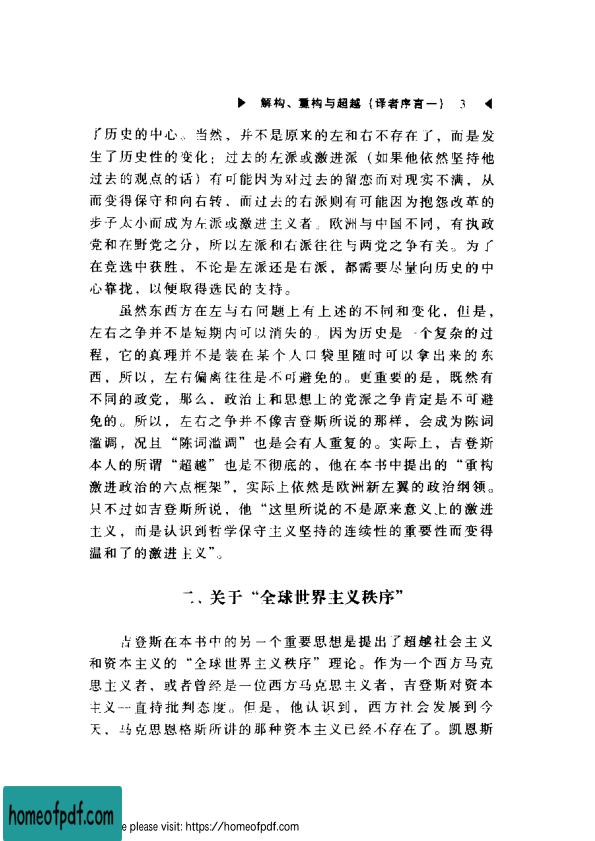 ▶ 解构、重构与超越 {译者序言一} 3 ◀
了历史的中心。当然，并不是原来的左和右不存在了，而是发
生了历史性的变化：过去的左派或激进派（如果他依然坚持他
过去的观点的话）有可能因为对过去的留恋而对现实不满，从
而变得保守和向右转、而过去的右派则有可能因为抱怨改革的
步子太小而成为左派或激进主义者。欧洲与中国不同，有执政
党和在野党之分，所以左派和右派往往与两党之争有关。为了
在竞选中获胜，不论是左派还是右派，都需要尽量向历史的中
心靠拢，以便取得选民的支持。
虽然东西方在左与右问题上有上述的不同和变化，但是，
左右之争并不是短期内可以消失的。因为历史是一个复杂的过
程，它的真理并不是装在某个人口袋里随时可以拿出来的东
西，所以，左右偏离往往是不可避免的。更重要的是，既然有
不同的政党，那么，政治上和思想上的党派之争肯定是不可避
免的。所以，左右之争并不像吉登斯所说的那样，会成为陈词
滥调，况且“陈词滥调”也是会有人重复的。实际上，吉登斯
本人的所谓“超越”也是不彻底的，他在本书中提出的“重构
激进政治的六点框架”，实际上依然是欧洲新左翼的政治纲领。
只不过如吉登斯所说，他“这里所说的不是原来意义上的激进
主义，而是认识到哲学保守主义坚持的连续性的重要性而变得
温和了的激进主义”。
二、关于“全球世界主义秩序”
吉登斯在本书中的另一个重要思想是提出了超越社会主义
和资本主义的“全球世界主义秩序”理论。作为一个西方马克
思主义者，或者曾经是一位西方马克思主义者，吉登斯对资本
主义一直持批判态度。但是，他认识到，西方社会发展到今
天，马克思恩格斯所讲的那种资本主义已经不存在了。凯恩斯
homeofpdf.com
e please visit: https://homeofpdf.com